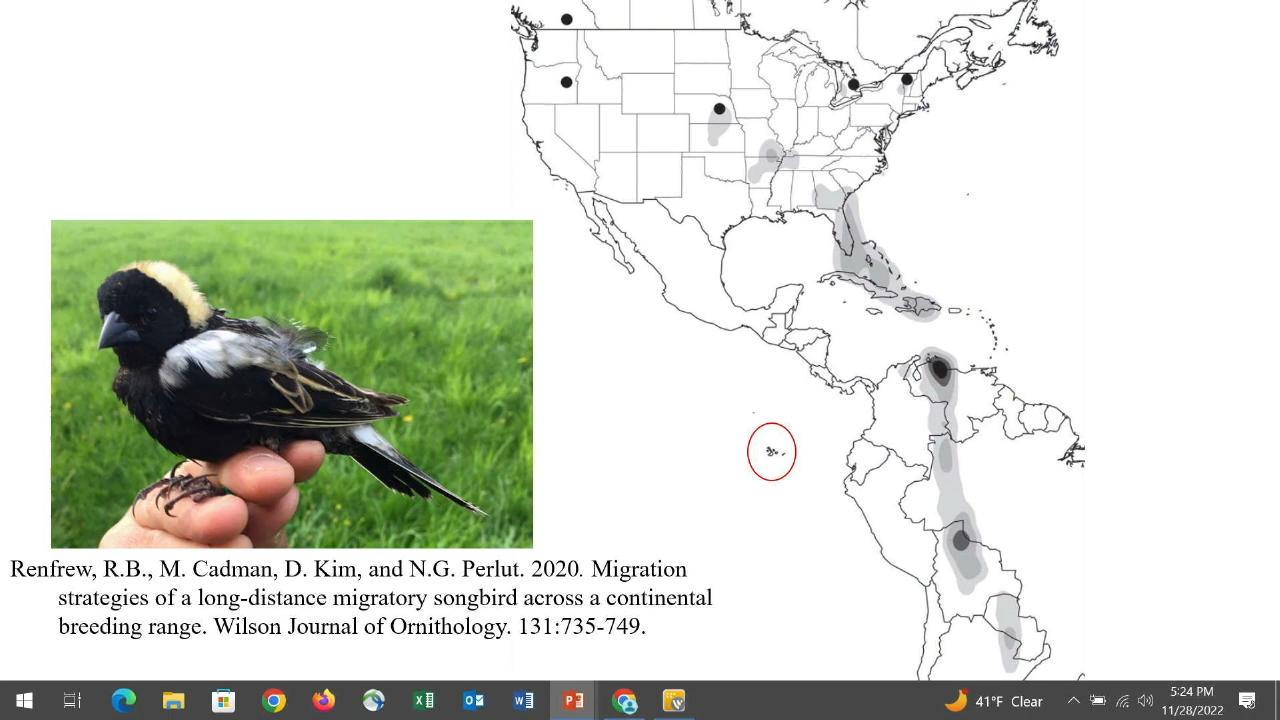 Renfrew, R.B., M. Cadman, D. Kim, and N.G. Perlut. 2020. Migration
strategies of a long-distance migratory songbird across a continental
breeding range. Wilson Journal of Ornithology. 131:735-749.
41°F Clear
5:24 PM
11/28/2022